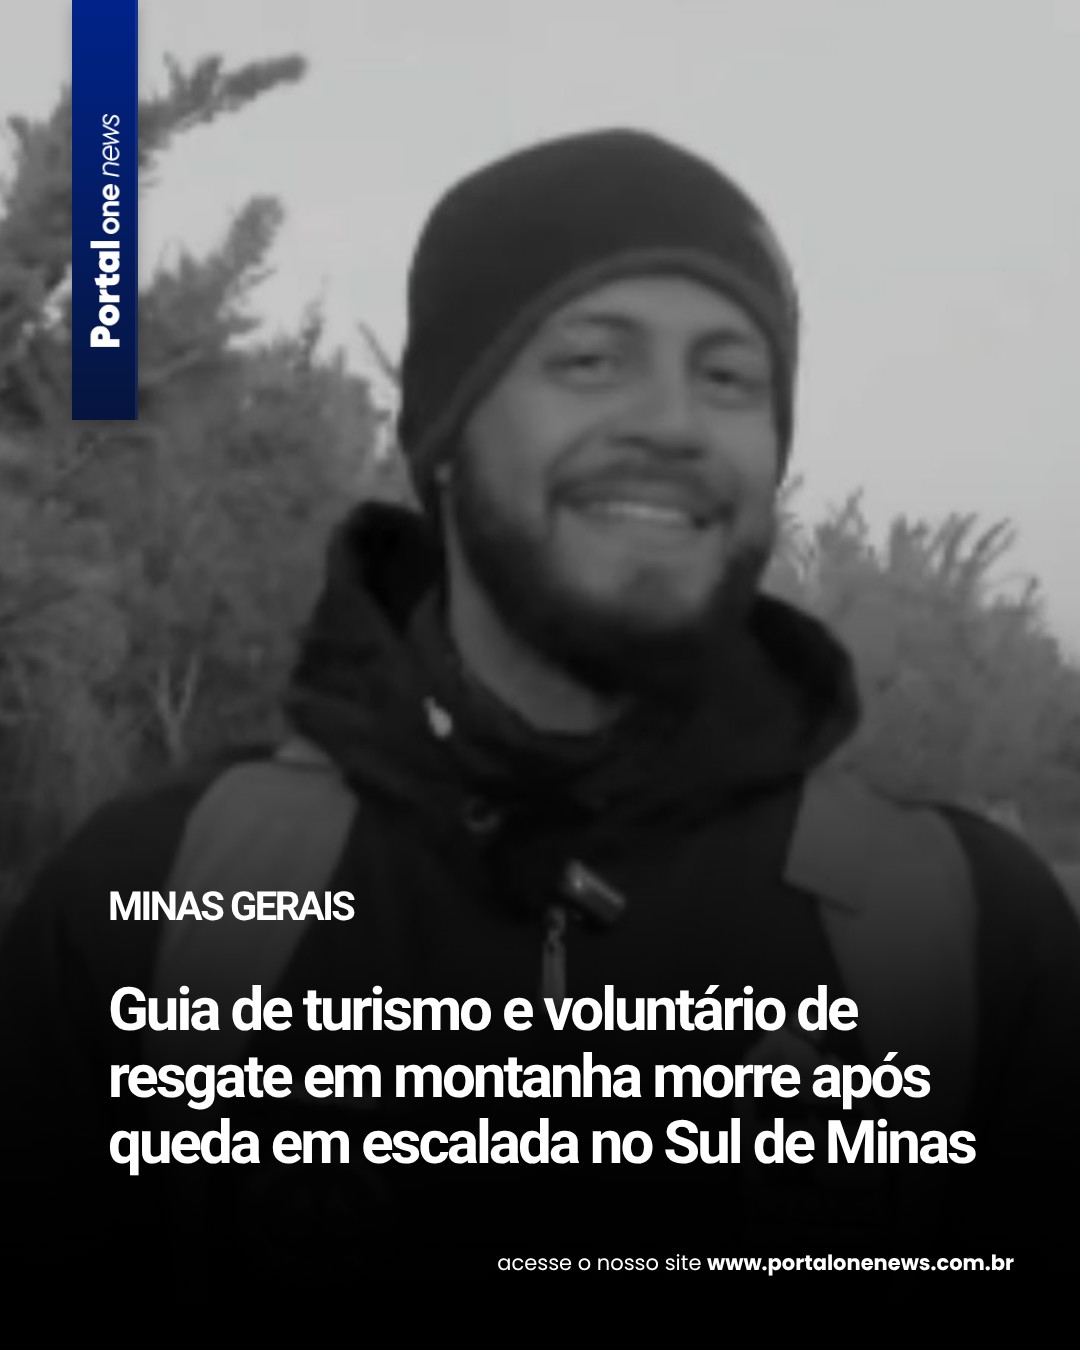 Portal one news
MINAS GERAIS
Guia de turismo e voluntário de
resgate em montanha morre após
queda em escalada no Sul de Minas
acesse o nosso site www.portalonenews.com.br